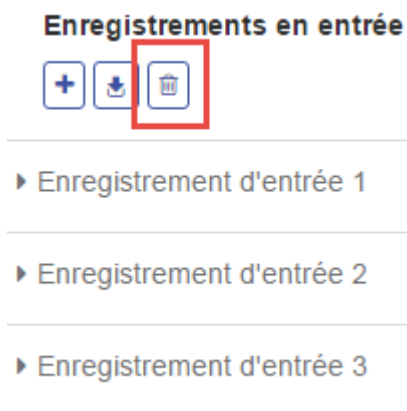 Enregistrements en entrée
Enregistrement d'entrée 1
Enregistrement d'entrée 2
Enregistrement d'entrée 3